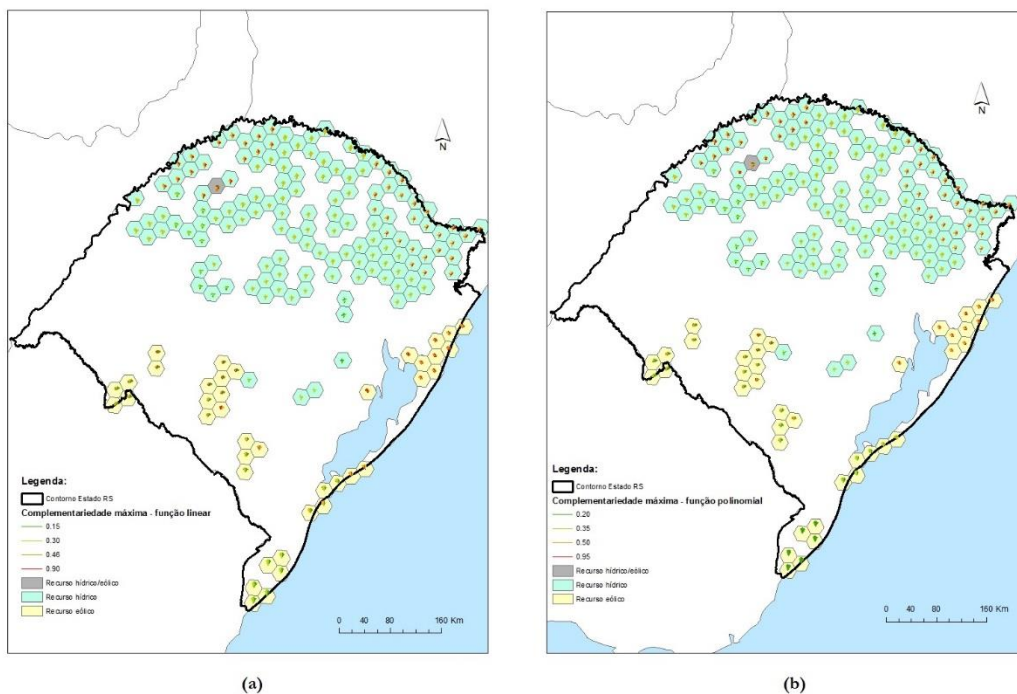 N
Legenda:
Contorno Estado RS
Complementariedade máxima - função linear
0.15
0.30
0.46
0.90
Recurso hídrico/eólico
Recurso hídrico
Recurso eólico
0 40 80 160 Km
(a)
N
Legenda:
Contorno Estado RS
Complementariedade máxima - função polinomial
0.20
0.35
0.50
0.95
Recurso hídrico/eólico
Recurso hídrico
Recurso eólico
0 40 80 160 Km
(b)